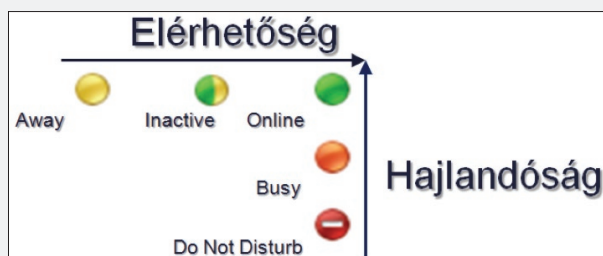 Elérhetőség
Away Inactive Online
Busy
Hajlandóság
Do Not Disturb